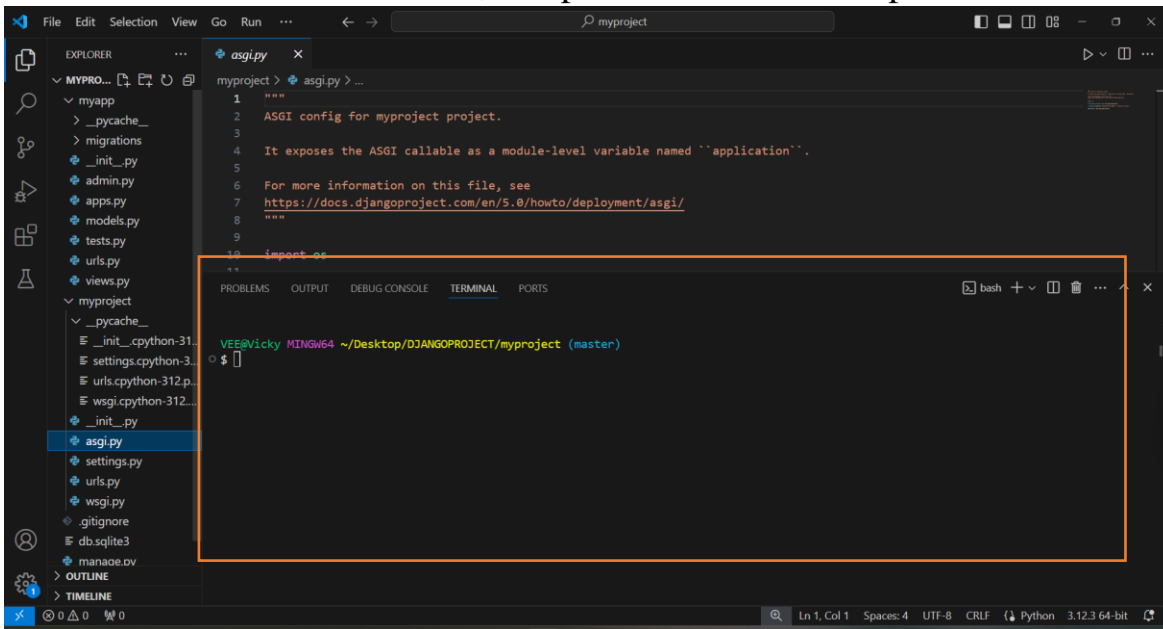 File Edit Selection View Go Run ··· myproject
EXPLORER ···
MYPRO...
myapp
__pycache__
migrations
__init__.py
admin.py
apps.py
models.py
tests.py
urls.py
views.py
myproject
__pycache__
__init__.cpython-31...
settings.cpython-3...
urls.cpython-312.p...
wsgi.cpython-312....
__init__.py
asgi.py
settings.py
urls.py
wsgi.py
.gitignore
db.sqlite3
manage.py
OUTLINE
TIMELINE
asgi.py
myproject > asgi.py > ...
1 """
2 ASGI config for myproject project.
3
4 It exposes the ASGI callable as a module-level variable named ``application``.
5
6 For more information on this file, see
7 https://docs.djangoproject.com/en/5.0/howto/deployment/asgi/
8 """
9
10 import os
11
PROBLEMS OUTPUT DEBUG CONSOLE TERMINAL PORTS bash
VEE@Vicky MINGW64 ~/Desktop/DJANGOPROJECT/myproject (master)
$
1
0 0 0 Ln 1, Col 1 Spaces: 4 UTF-8 CRLF Python 3.12.3 64-bit